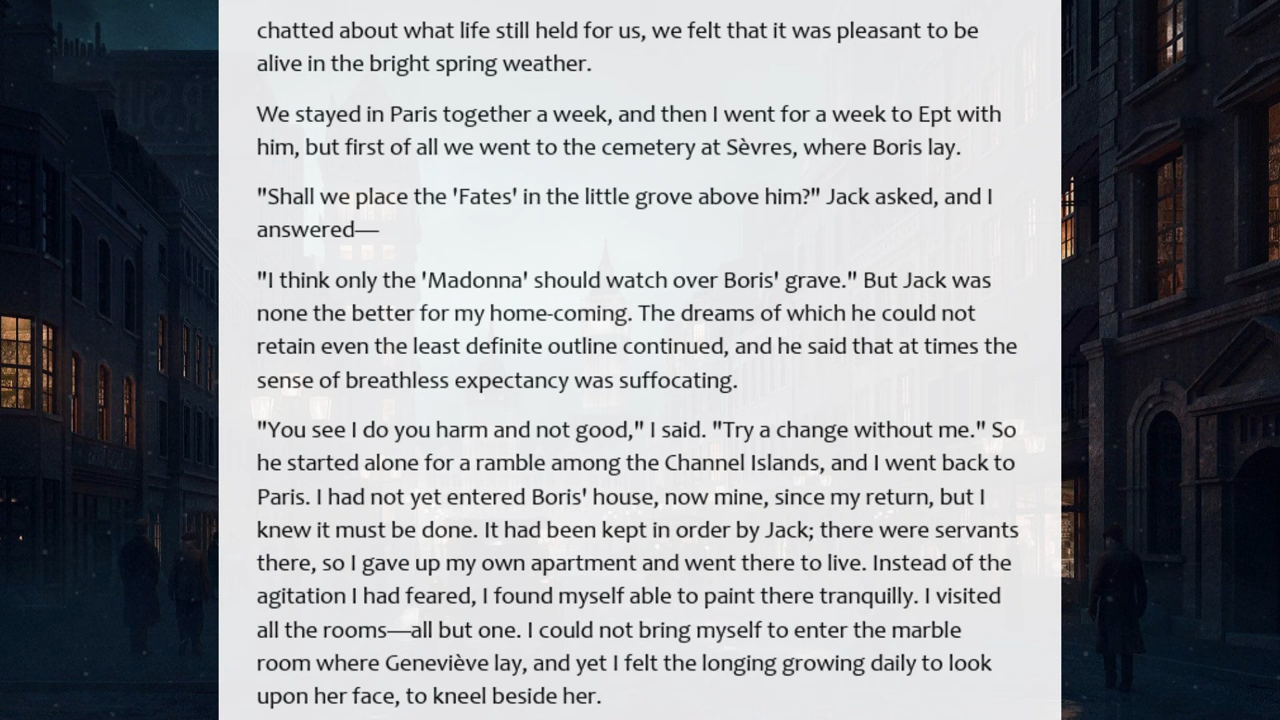 chatted about what life still held for us, we felt that it was pleasant to be
alive in the bright spring weather.
We stayed in Paris together a week, and then I went for a week to Ept with
him, but first of all we went to the cemetery at Sèvres, where Boris lay.
"Shall we place the 'Fates' in the little grove above him?" Jack asked, and I
answered—
"I think only the 'Madonna' should watch over Boris' grave." But Jack was
none the better for my home-coming. The dreams of which he could not
retain even the least definite outline continued, and he said that at times the
sense of breathless expectancy was suffocating.
"You see I do you harm and not good," I said. "Try a change without me." So
he started alone for a ramble among the Channel Islands, and I went back to
Paris. I had not yet entered Boris' house, now mine, since my return, but I
knew it must be done. It had been kept in order by Jack; there were servants
there, so I gave up my own apartment and went there to live. Instead of the
agitation I had feared, I found myself able to paint there tranquilly. I visited
all the rooms—all but one. I could not bring myself to enter the marble
room where Geneviève lay, and yet I felt the longing growing daily to look
upon her face, to kneel beside her.